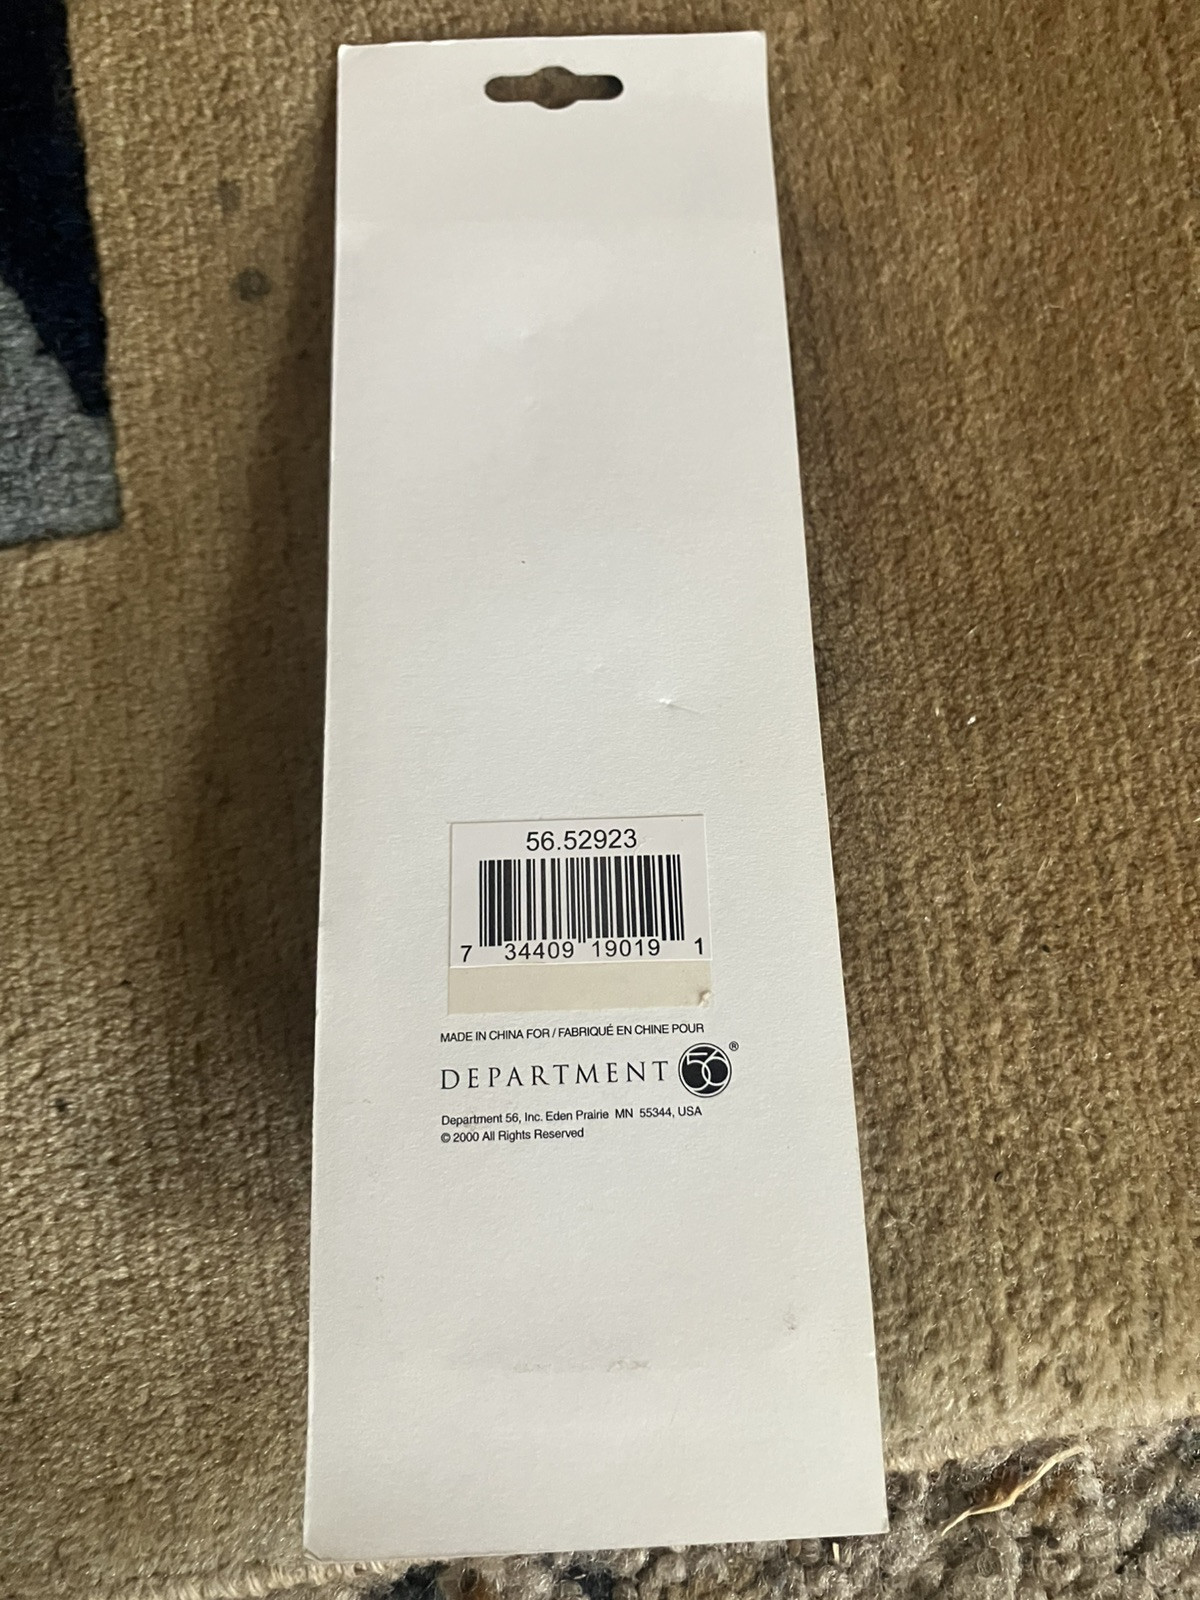 56.52923
7 34409 19019 1
MADE IN CHINA FOR / FABRIQUÉ EN CHINE POUR
DEPARTMENT 56®
Department 56, Inc. Eden Prairie MN 55344, USA
© 2000 All Rights Reserved